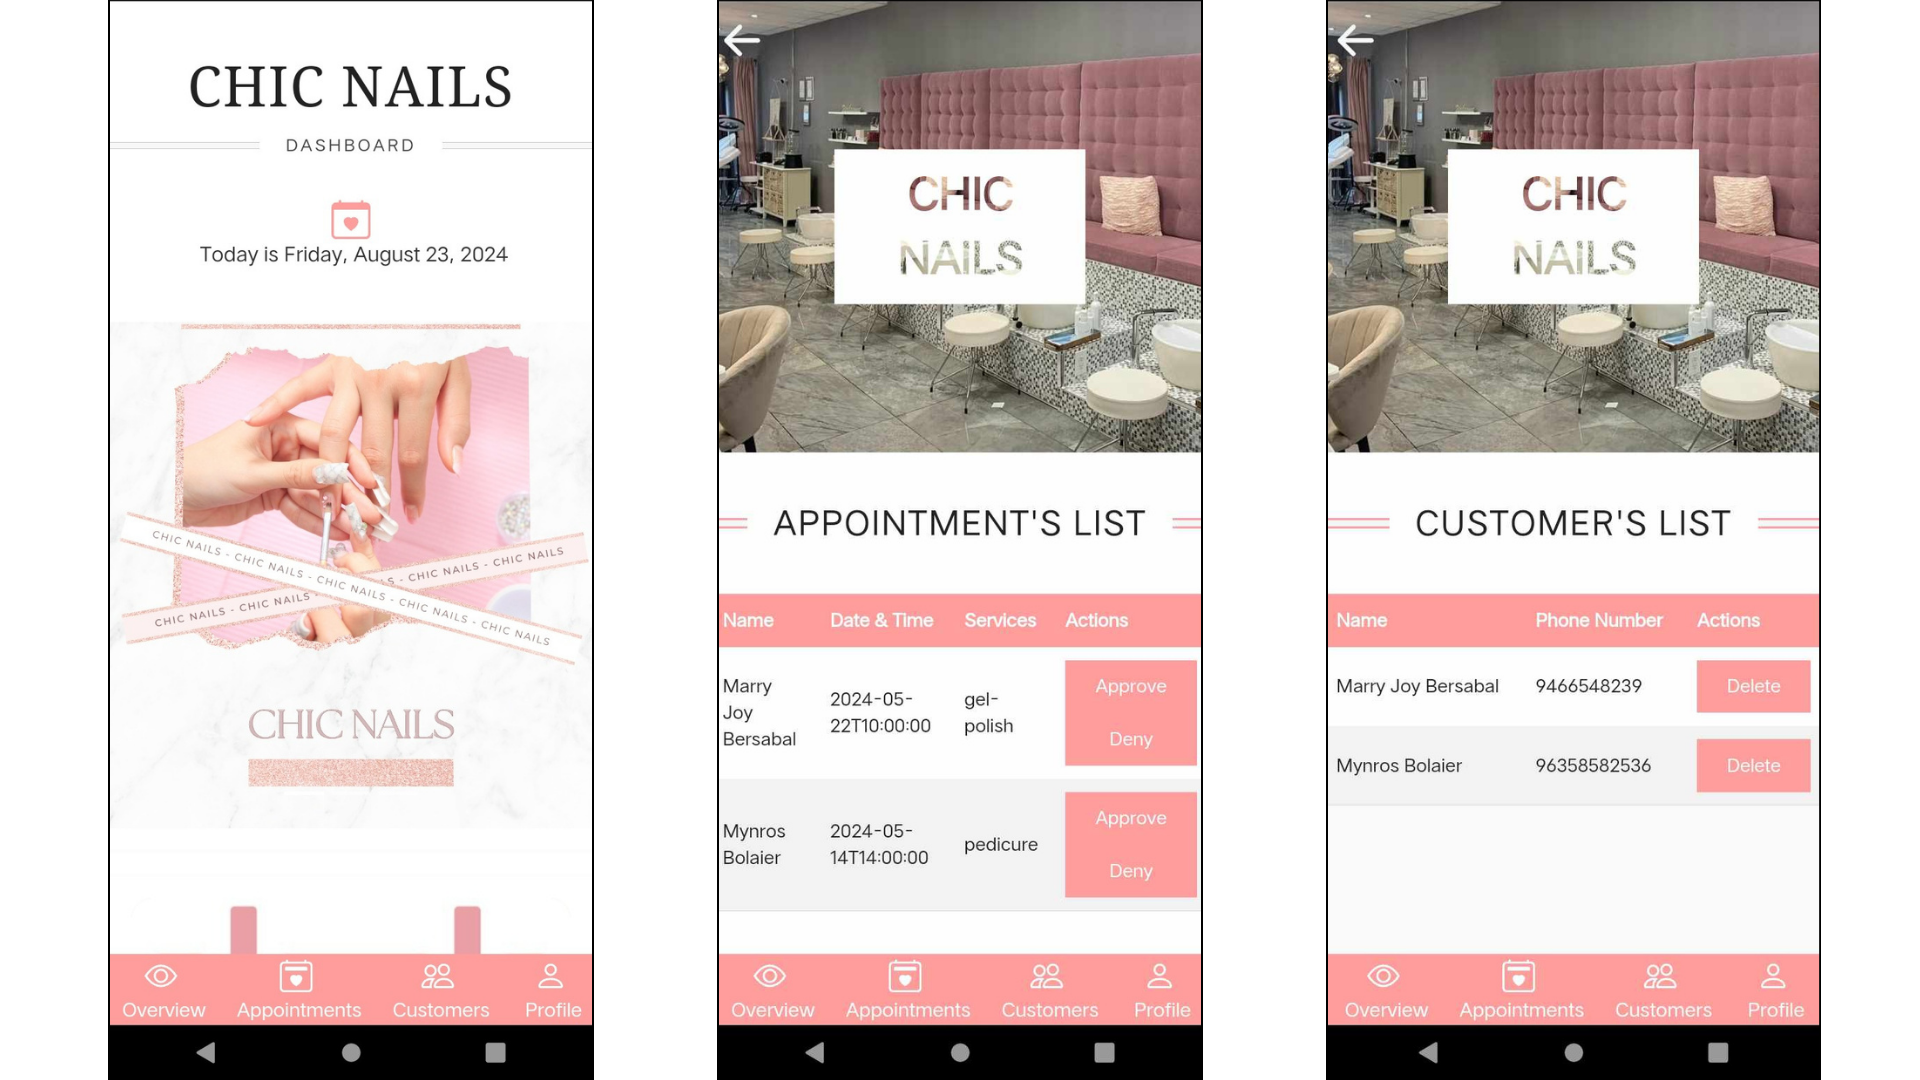 CHIC NAILS
DASHBOARD
Today is Friday, August 23, 2024
CHIC NAILS - CHIC NAILS - CHIC NAILS - CHIC NAILS - CHIC NAILS
CHIC NAILS - CHIC NAILS - LS - CHIC NAILS - CHIC NAILS
CHIC NAILS
Overview
Appointments
Customers
Profile
CHIC
NAILS
APPOINTMENT'S LIST
Name Date & Time Services Actions
Marry
Joy
Bersabal
2024-05-
22T10:00:00
gel-
polish
Approve
Deny
Mynros
Bolaier
2024-05-
14T14:00:00
pedicure
Approve
Deny
Overview
Appointments
Customers
Profile
CHIC
NAILS
CUSTOMER'S LIST
Name Phone Number Actions
Marry Joy Bersabal 9466548239 Delete
Mynros Bolaier 96358582536 Delete
Overview
Appointments
Customers
Profile